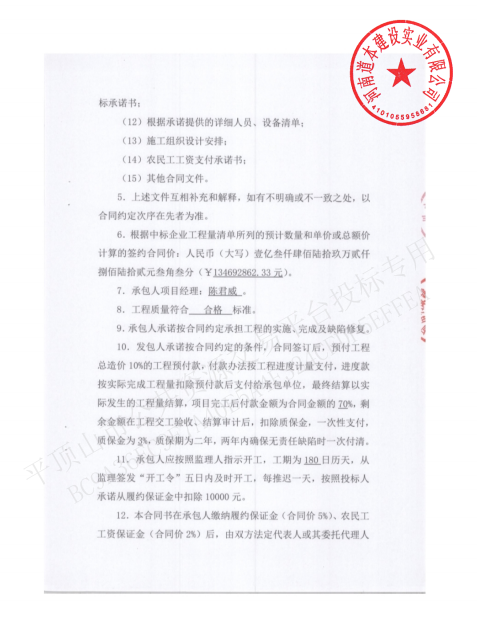 河南道本建设实业有限公司
4101085958681
标承诺书；
（12）根据承诺提供的详细人员、设备清单；
（13）施工组织设计安排；
（14）农民工工资支付承诺书；
（15）其他合同文件。
5．上述文件互相补充和解释，如有不明确或不一致之处，以
合同约定次序在先者为准。
6．根据中标企业工程量清单所列的预计数量和单价或总额价
计算的签约合同价：人民币（大写）壹亿叁仟肆佰陆拾玖万贰仟
捌佰陆拾贰元叁角叁分（￥134692862.33 元）。
7．承包人项目经理：陈君威 。
8．工程质量符合 合格 标准。
9．承包人承诺按合同约定承担工程的实施、完成及缺陷修复。
10．发包人承诺按合同约定的条件，合同签订后，预付工程
总造价 10%的工程预付款，付款办法按工程进度计量支付，进度款
按实际完成工程量扣除预付款后支付给承包单位，最终结算以实
际发生的工程量结算，项目完工后付款金额为合同金额的 70%，剩
余金额在工程交工验收、结算审计后，扣除质保金，一次性支付，
质保金为 3%，质保期为二年，两年内确保无责任缺陷时一次付清。
11．承包人应按照监理人指示开工，工期为 180 日历天，从
监理签发“开工令”五日内及时开工，每推迟一天，按照投标人
承诺从履约保证金中扣除 10000 元。
12．本合同书在承包人缴纳履约保证金（合同价 5%）、农民工
工资保证金（合同价 2%）后，由双方法定代表人或其委托代理人